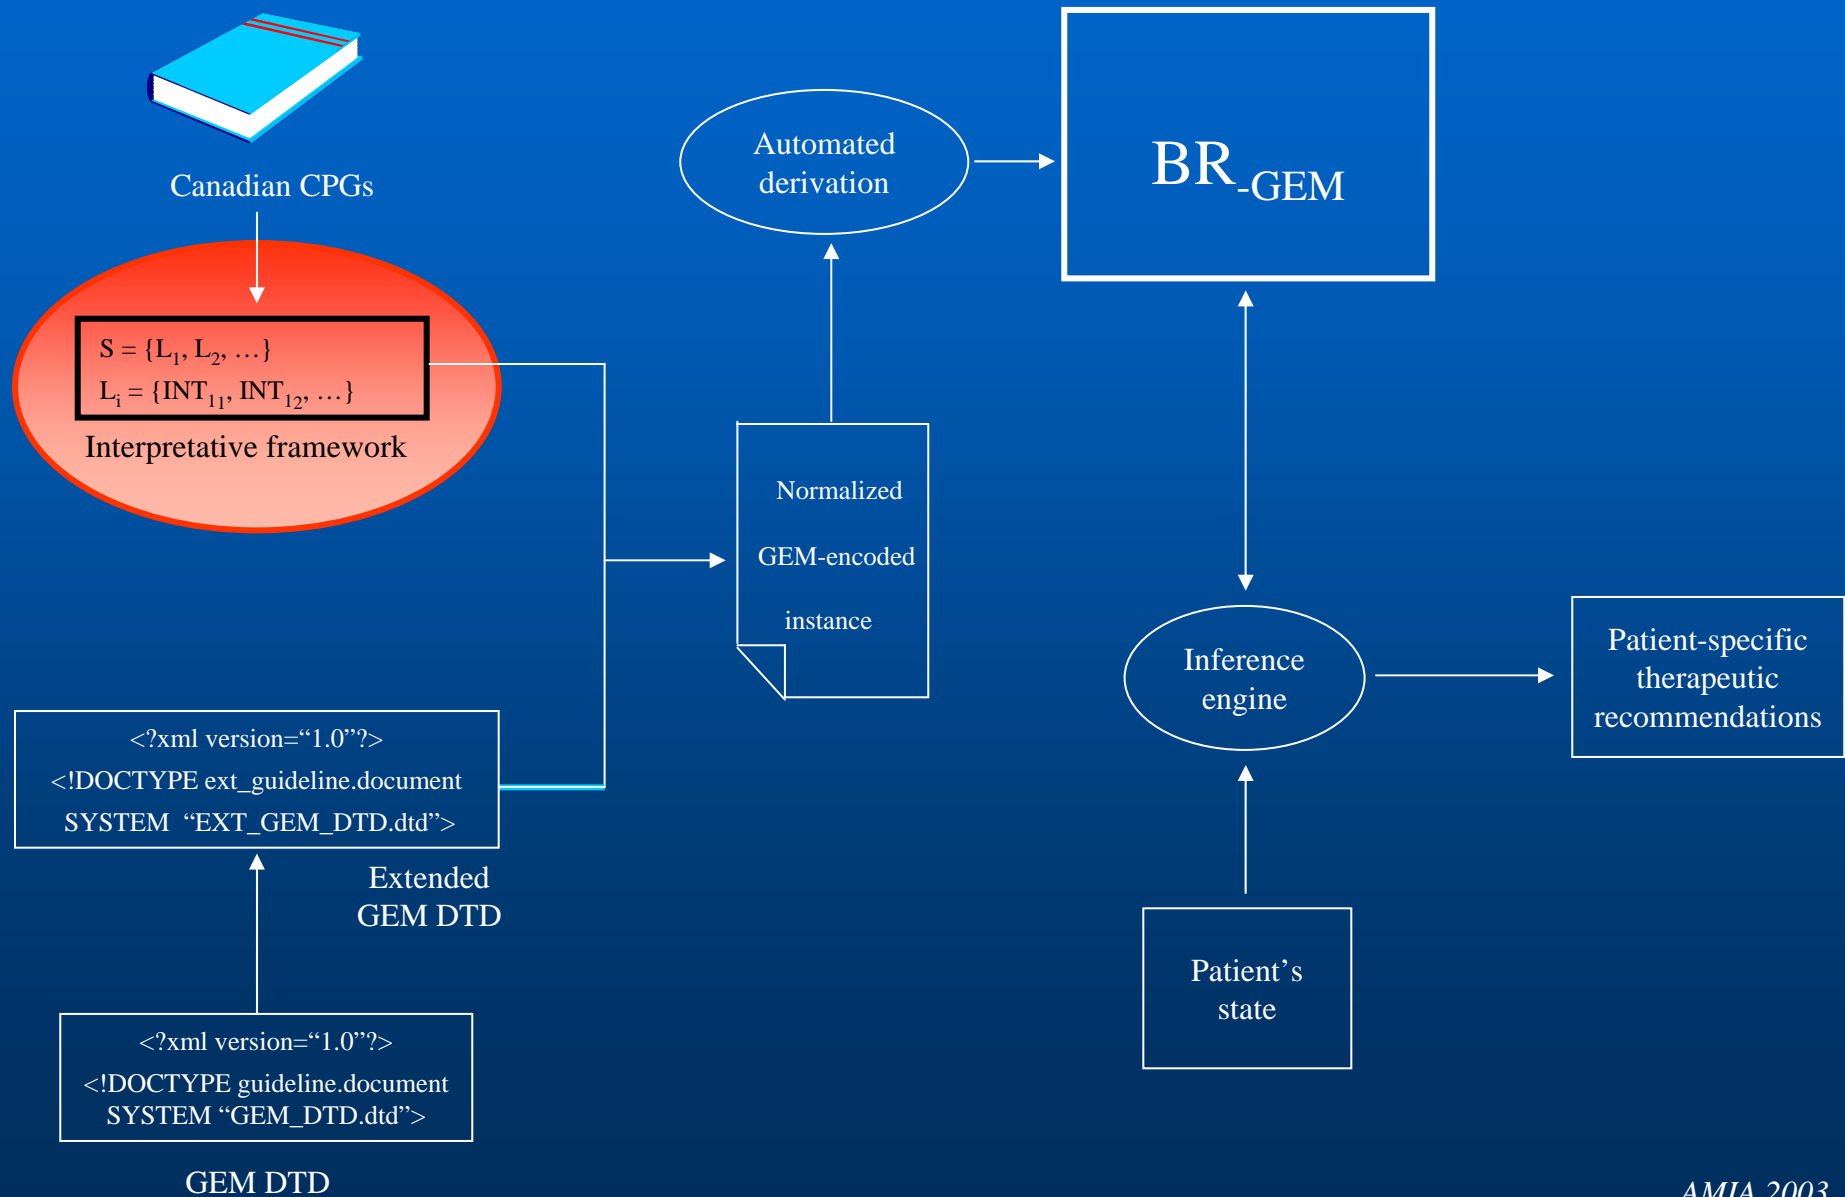 Canadian CPGs
S = {L₁, L₂, …}
Lᵢ = {INT₁₁, INT₁₂, …}
Interpretative framework
<?xml version=“1.0”?>
<!DOCTYPE ext_guideline.document
SYSTEM “EXT_GEM_DTD.dtd”>
Extended
GEM DTD
<?xml version=“1.0”?>
<!DOCTYPE guideline.document
SYSTEM “GEM_DTD.dtd”>
GEM DTD
Normalized
GEM-encoded
instance
Automated
derivation
BR-GEM
Inference
engine
Patient’s
state
Patient-specific
therapeutic
recommendations
AMIA 2003